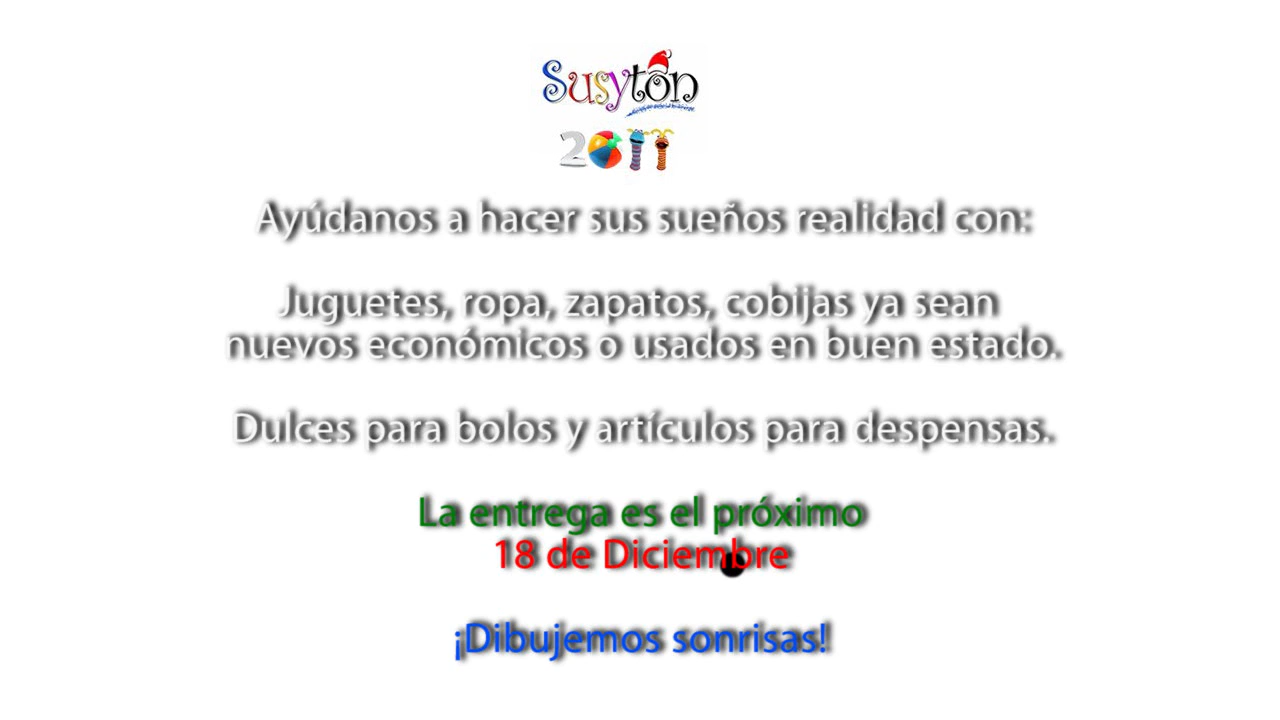 Susytón
2011
Ayúdanos a hacer sus sueños realidad con:
Juguetes, ropa, zapatos, cobijas ya sean
nuevos económicos o usados en buen estado.
Dulces para bolos y artículos para despensas.
La entrega es el próximo
18 de Diciembre
¡Dibujemos sonrisas!